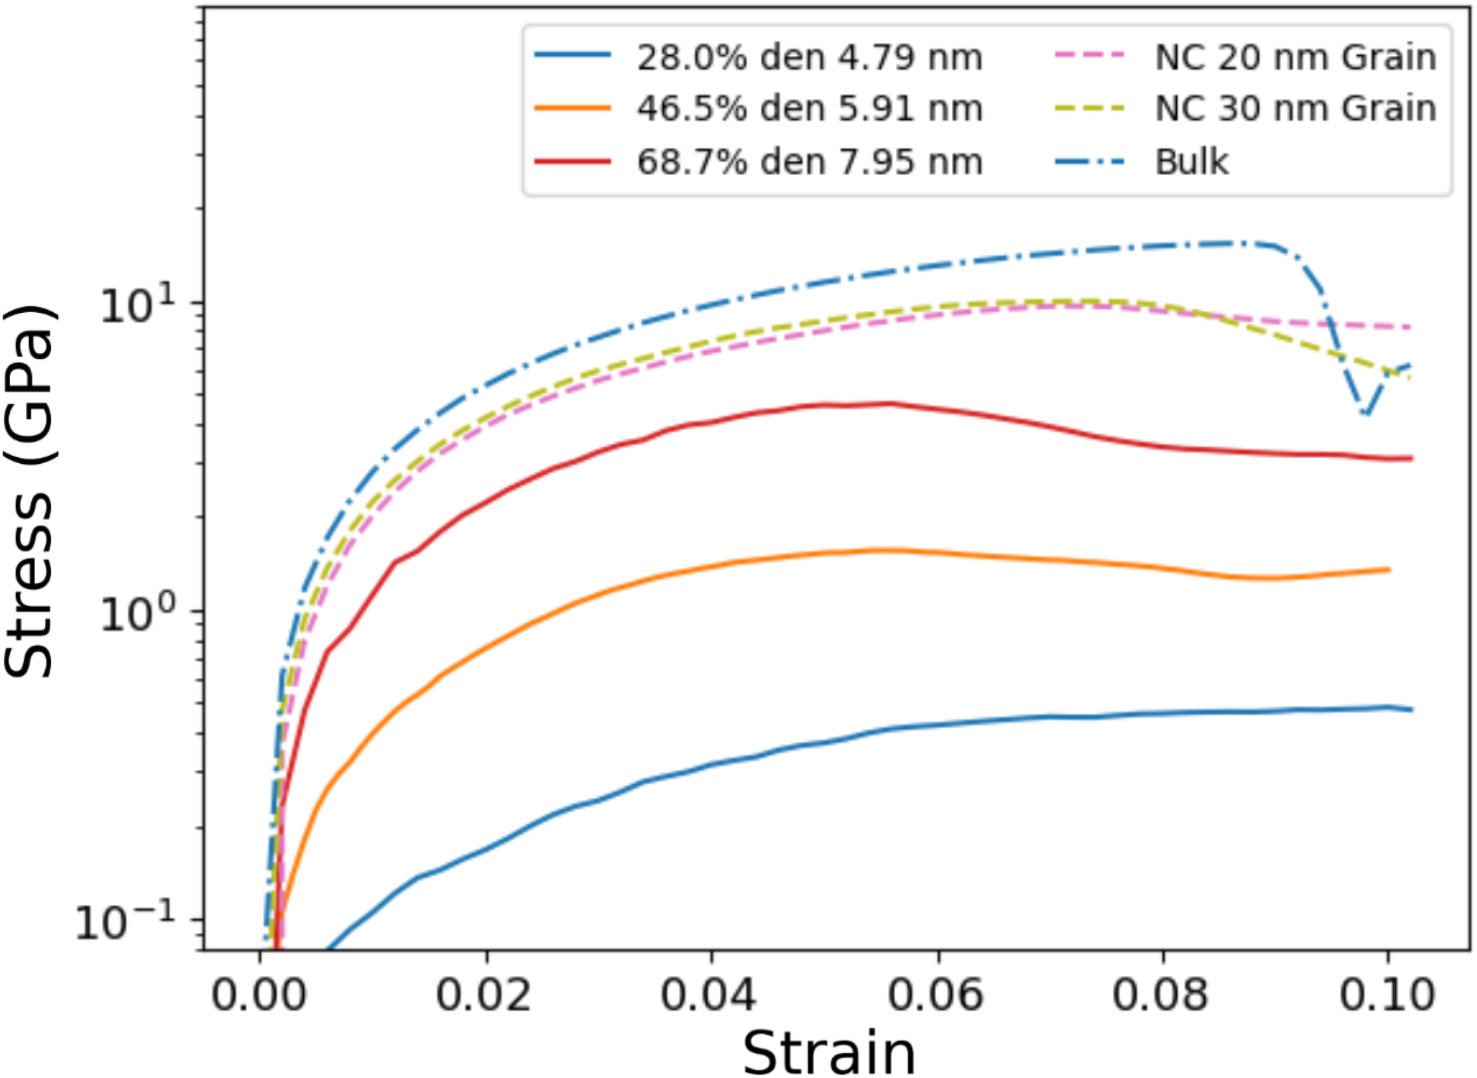 28.0% den 4.79 nm
46.5% den 5.91 nm
68.7% den 7.95 nm
NC 20 nm Grain
NC 30 nm Grain
Bulk
Stress (GPa)
10¹
10⁰
10⁻¹
0.00 0.02 0.04 0.06 0.08 0.10
Strain